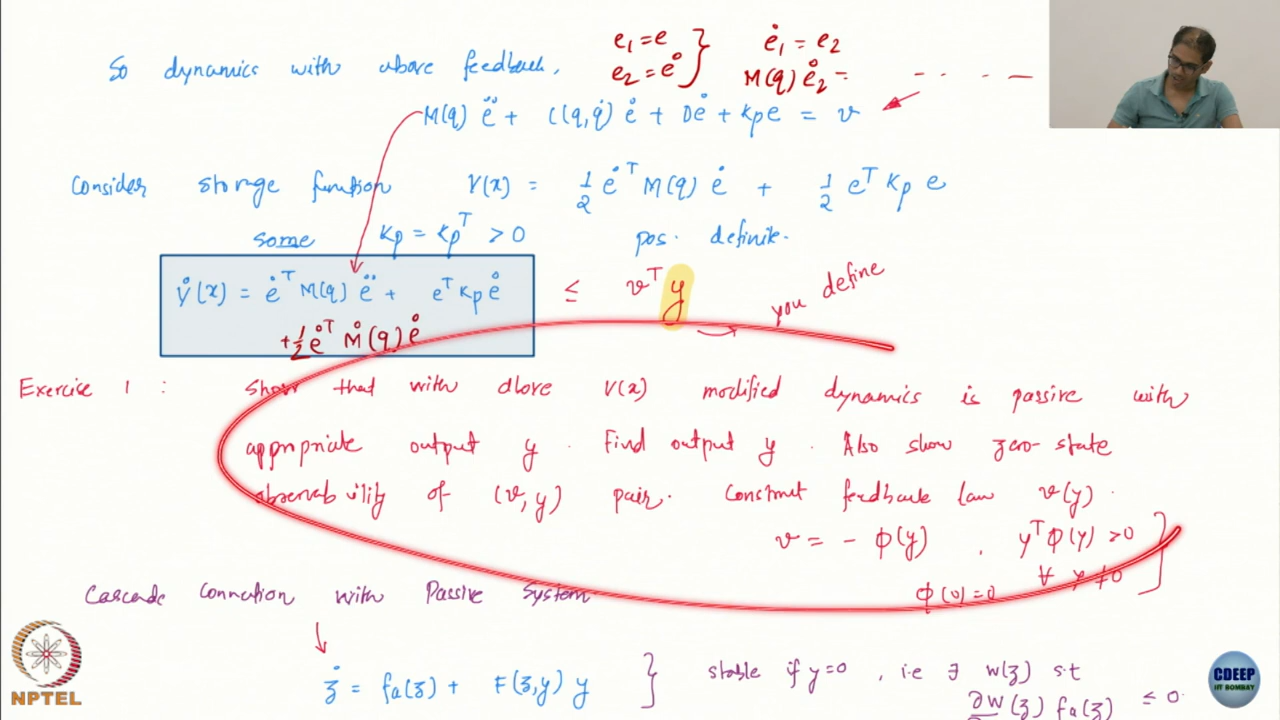 So dynamics with above feedback,
e₁ = e
e₂ = ė } ė₁ = e₂
M(q) ė₂ = - - - -
M(q) ë + C(q,q̇) ė + Dė + Kpe = v
Consider storage function V(x) = 1/2 ėᵀ M(q) ė + 1/2 eᵀ Kp e
some Kp = Kpᵀ > 0 pos. definite.
V̇(x) = ėᵀ M(q) ë + eᵀ Kp ė ≤ vᵀ y
you define
+ 1/2 ėᵀ Ṁ(q) ė
Exercise 1 : Show that with above V(x) modified dynamics is passive with
appropriate output y . Find output y . Also show zero-state
observability of (v, y) pair. Construct feedback law v(y) .
v = - φ(y) , yᵀ φ(y) > 0
∀ y ≠ 0
φ(0) = 0
Cascade Connection with Passive System
ż = fa(z) + F(z,y) y } stable if y=0 , i.e ∃ W(z) s.t
∂W (z) fa(z) ≤ 0.
NPTEL
CDEEP
IIT BOMBAY